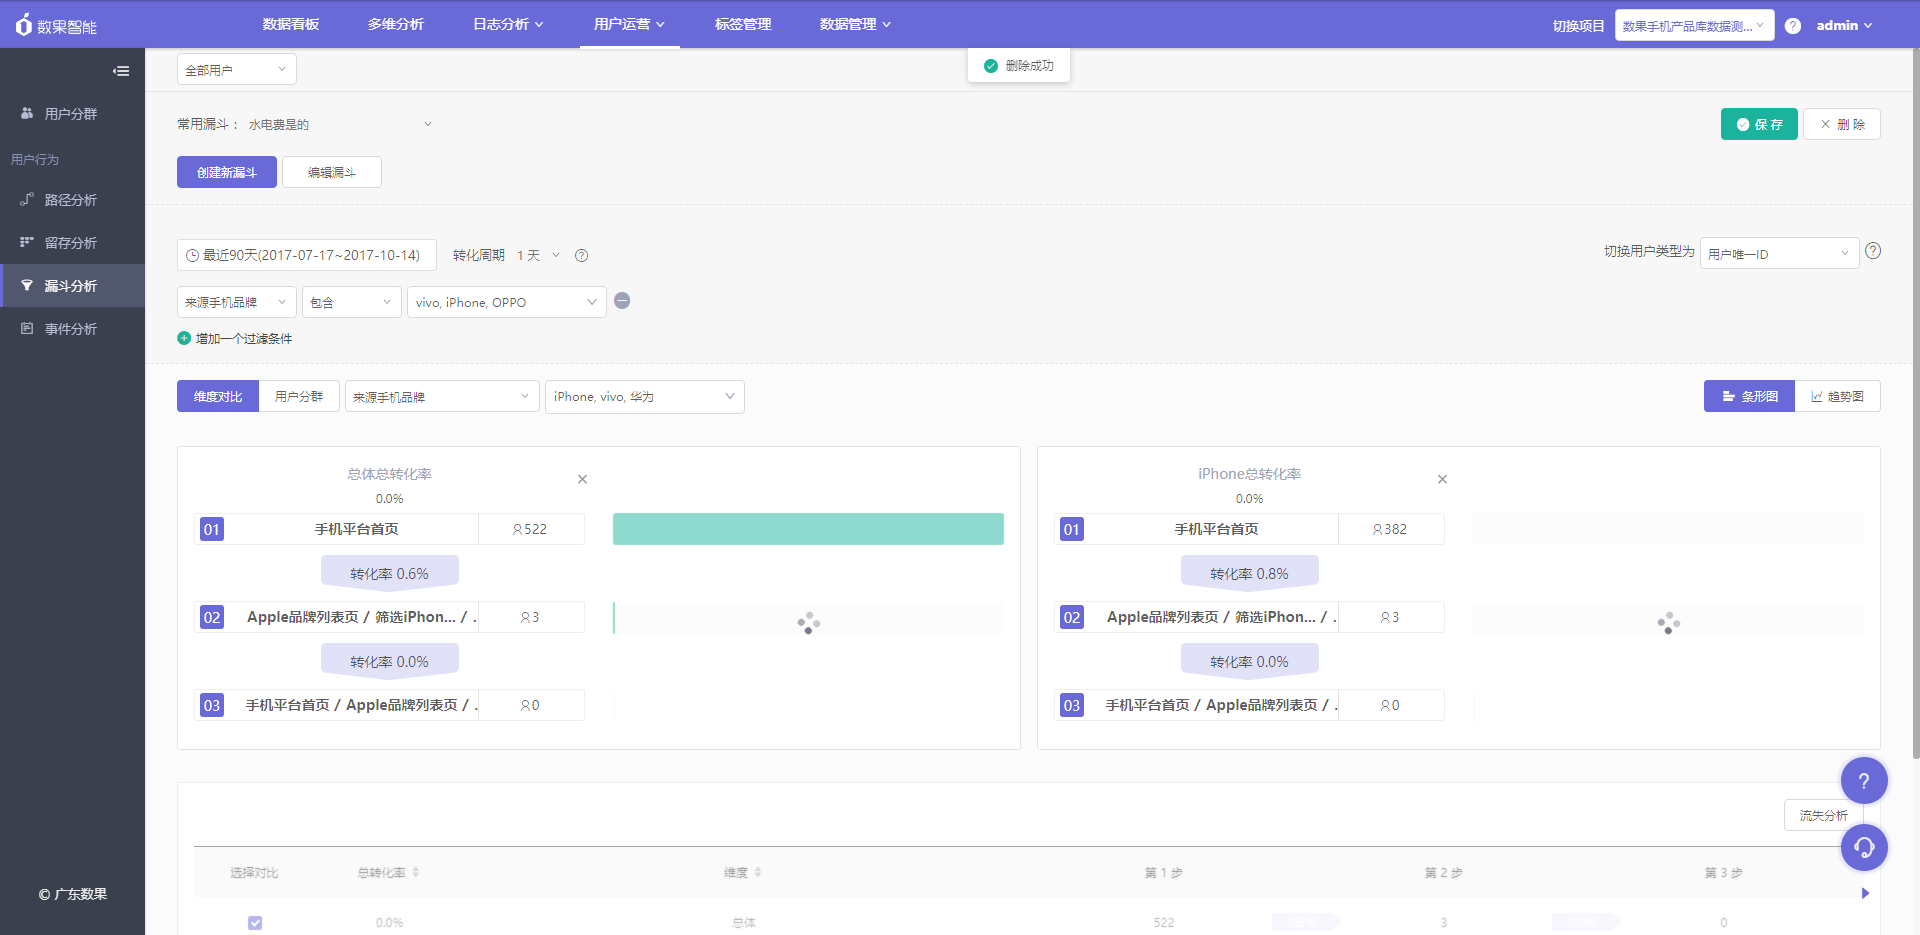 数果智能
数据看板 多维分析 日志分析 用户运营 标签管理 数据管理
切换项目 数果手机产品库数据测... ? admin
全部用户
删除成功
用户分群
用户行为
路径分析
留存分析
漏斗分析
事件分析
© 广东数果
常用漏斗： 水电费是的
保 存 删 除
创建新漏斗 编辑漏斗
最近90天(2017-07-17~2017-10-14) 转化周期 1 天 ?
切换用户类型为 用户唯一ID ?
来源手机品牌 包含 vivo, iPhone, OPPO
增加一个过滤条件
维度对比 用户分群 来源手机品牌 iPhone, vivo, 华为
条形图 趋势图
总体总转化率
0.0%
01 手机平台首页 522
转化率 0.6%
02 Apple品牌列表页 / 筛选iPhon... / . 3
转化率 0.0%
03 手机平台首页 / Apple品牌列表页 / . 0
iPhone总转化率
0.0%
01 手机平台首页 382
转化率 0.8%
02 Apple品牌列表页 / 筛选iPhon... / . 3
转化率 0.0%
03 手机平台首页 / Apple品牌列表页 / . 0
?
流失分析
选择对比 总转化率 维度 第 1 步 第 2 步 第 3 步
0.0% 总体 522 3 0